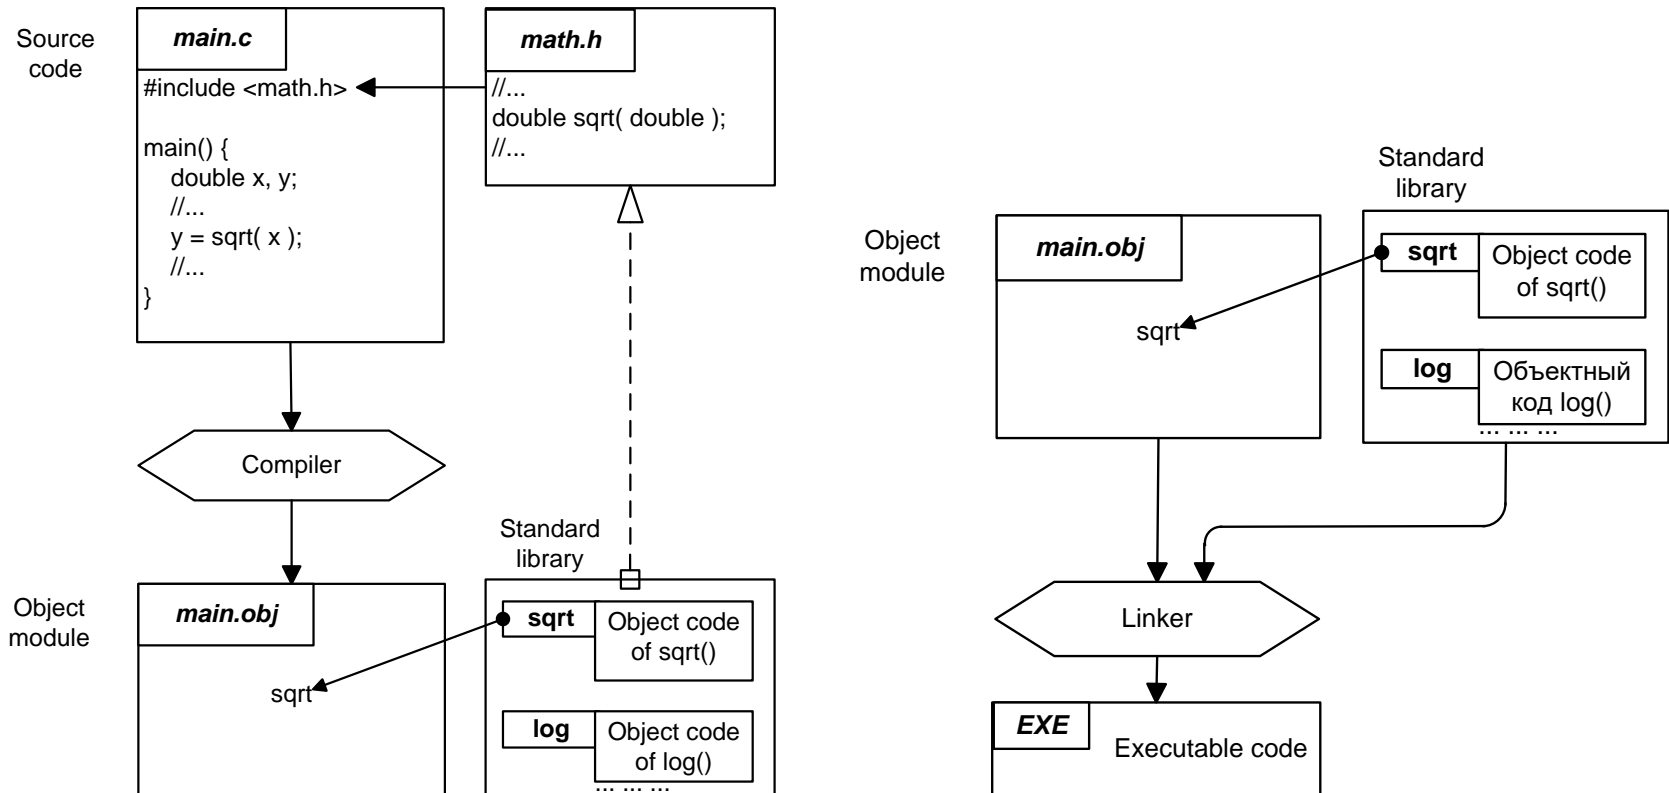 Source
code
main.c
#include <math.h>
main() {
double x, y;
//...
y = sqrt( x );
//...
}
math.h
//...
double sqrt( double );
//...
Compiler
Object
module
main.obj
sqrt
Standard
library
sqrt
Object code
of sqrt()
log
Object code
of log()
... ... ...
Object
module
main.obj
sqrt
Standard
library
sqrt
Object code
of sqrt()
log
Объектный
код log()
... ... ...
Linker
EXE
Executable code